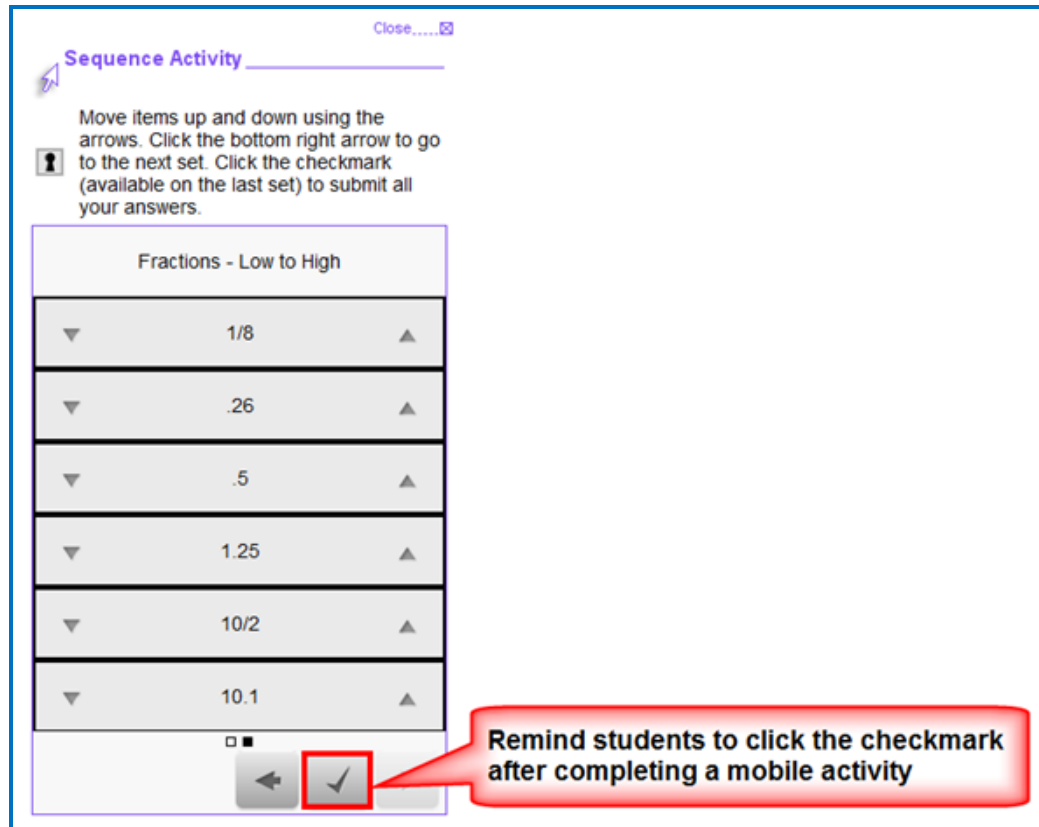 Close.....
Sequence Activity
Move items up and down using the
arrows. Click the bottom right arrow to go
to the next set. Click the checkmark
(available on the last set) to submit all
your answers.
Fractions - Low to High
1/8
.26
.5
1.25
10/2
10.1
Remind students to click the checkmark
after completing a mobile activity